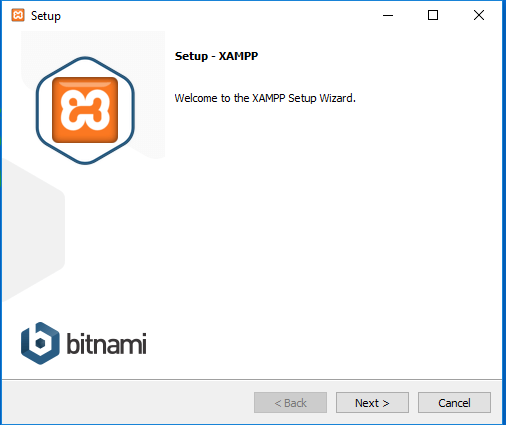 Setup
Setup - XAMPP
Welcome to the XAMPP Setup Wizard.
bitnami
< Back
Next >
Cancel